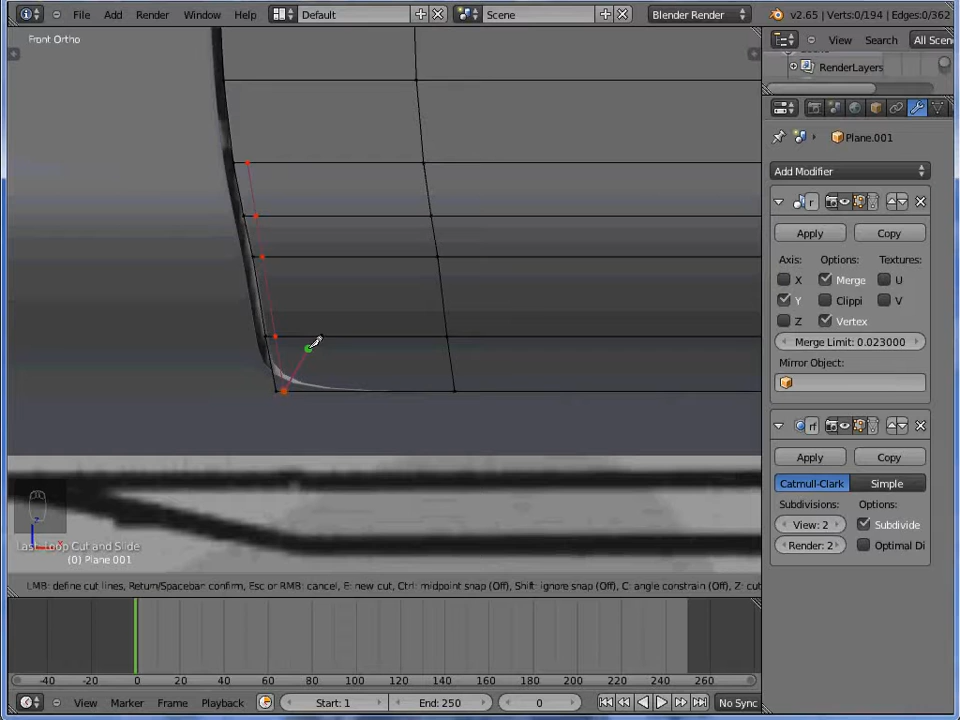 File Add Render Window Help Default Scene Blender Render v2.65 | Verts:0/194 | Edges:0/362
Front Ortho
View Search All Scen
RenderLayers
Plane.001
Add Modifier
Apply Copy
Axis: Options: Textures:
X Merge U
Y Clippi V
Z Vertex
Merge Limit: 0.023000
Mirror Object:
Apply Copy
Catmull-Clark Simple
Subdivisions: Options:
View: 2 Subdivide
Render: 2 Optimal Di
Last: Loop Cut and Slide
(0) Plane.001
LMB: define cut lines, Return/Spacebar confirm, Esc or RMB: cancel, E: new cut, Ctrl: midpoint snap (Off), Shift: ignore snap (Off), C: angle constrain (Off), Z: cut
-40 -20 0 20 40 60 80 100 120 140 160 180 200 220 240 260
View Marker Frame Playback Start: 1 End: 250 0 No Sync